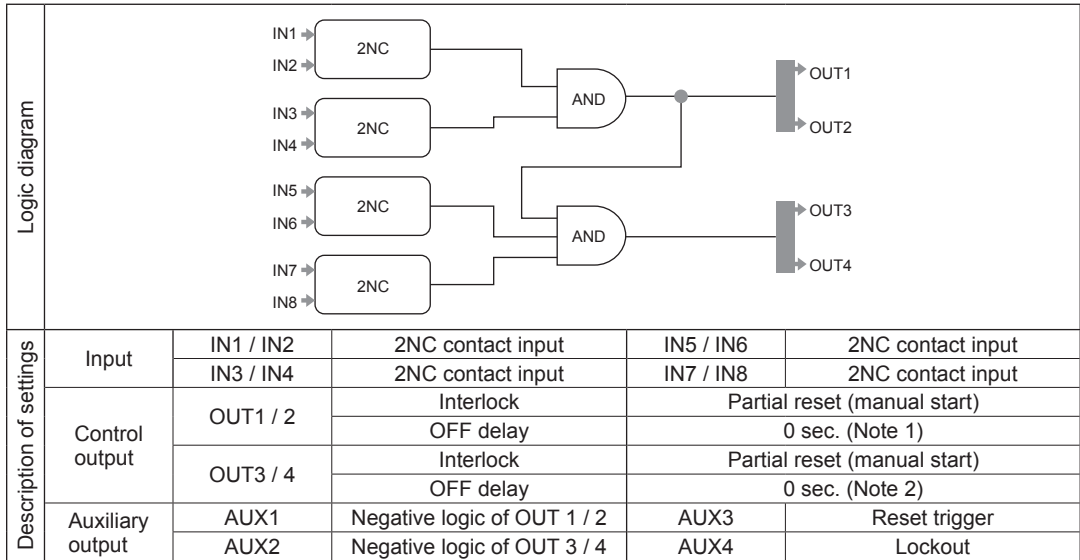 Logic diagram
IN1
IN2
2NC
IN3
IN4
2NC
AND
OUT1
OUT2
IN5
IN6
2NC
IN7
IN8
2NC
AND
OUT3
OUT4
Description of settings
Input
IN1 / IN2 2NC contact input IN5 / IN6 2NC contact input
IN3 / IN4 2NC contact input IN7 / IN8 2NC contact input
Control output
OUT1 / 2
Interlock Partial reset (manual start)
OFF delay 0 sec. (Note 1)
OUT3 / 4
Interlock Partial reset (manual start)
OFF delay 0 sec. (Note 2)
Auxiliary output
AUX1 Negative logic of OUT 1 / 2 AUX3 Reset trigger
AUX2 Negative logic of OUT 3 / 4 AUX4 Lockout